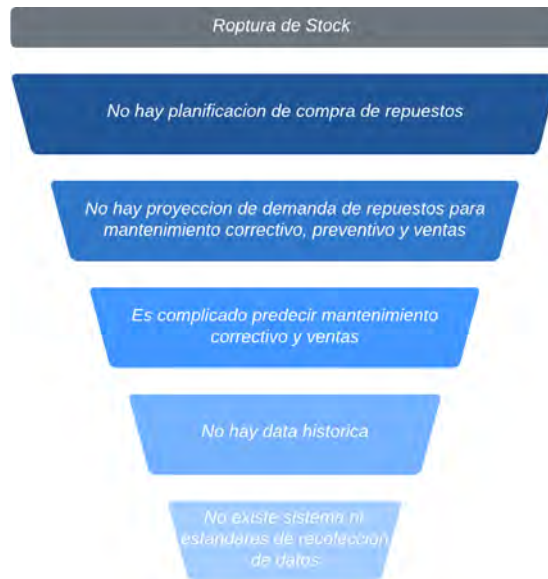 Roptura de Stock
No hay planificacion de compra de repuestos
No hay proyeccion de demanda de repuestos para
mantenimiento correctivo, preventivo y ventas
Es complicado predecir mantenimiento
correctivo y ventas
No hay data historica
No existe sistema ni
estandares de recoleccion
de datos